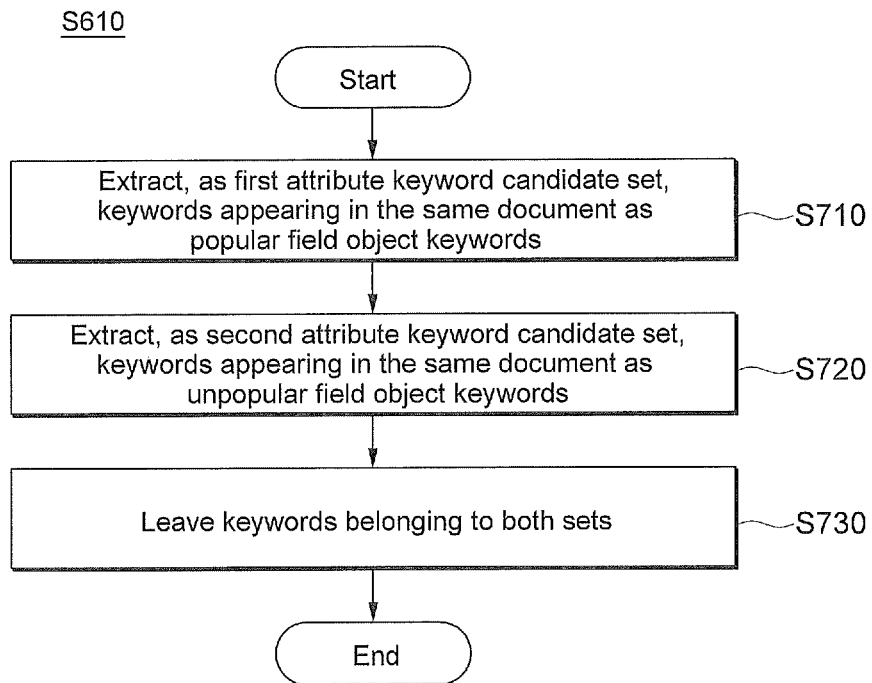 S610
Start
Extract, as first attribute keyword candidate set,
keywords appearing in the same document as
popular field object keywords
S710
Extract, as second attribute keyword candidate set,
keywords appearing in the same document as
unpopular field object keywords
S720
Leave keywords belonging to both sets
S730
End